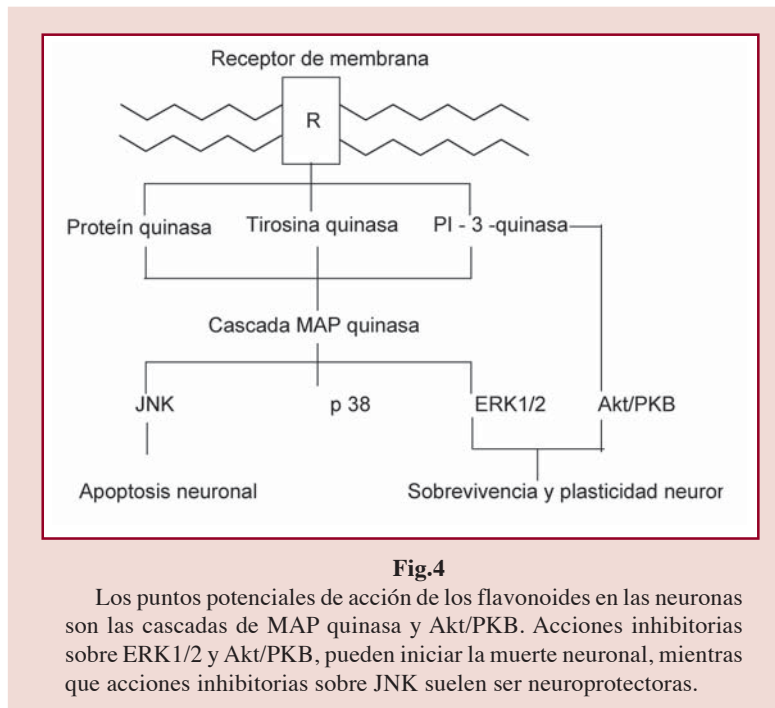 Receptor de membrana
R
Proteín quinasa Tirosina quinasa PI - 3 -quinasa
Cascada MAP quinasa
JNK p 38 ERK1/2 Akt/PKB
Apoptosis neuronal Sobrevivencia y plasticidad neuror
Fig.4
Los puntos potenciales de acción de los flavonoides en las neuronas
son las cascadas de MAP quinasa y Akt/PKB. Acciones inhibitorias
sobre ERK1/2 y Akt/PKB, pueden iniciar la muerte neuronal, mientras
que acciones inhibitorias sobre JNK suelen ser neuroprotectoras.